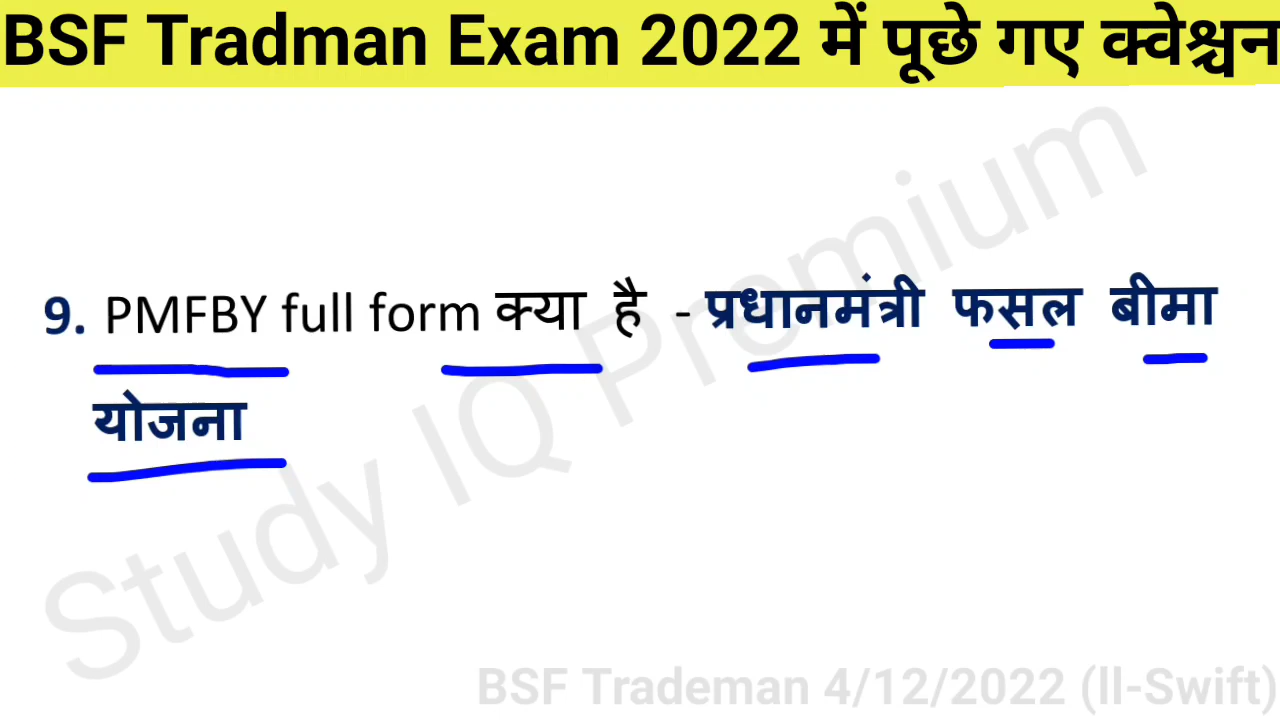 BSF Tradman Exam 2022 में पूछे गए क्वेश्चन
9. PMFBY full form क्या है - प्रधानमंत्री फसल बीमा
योजना
Study IQ Premium
BSF Trademan 4/12/2022 (ll-Swift)